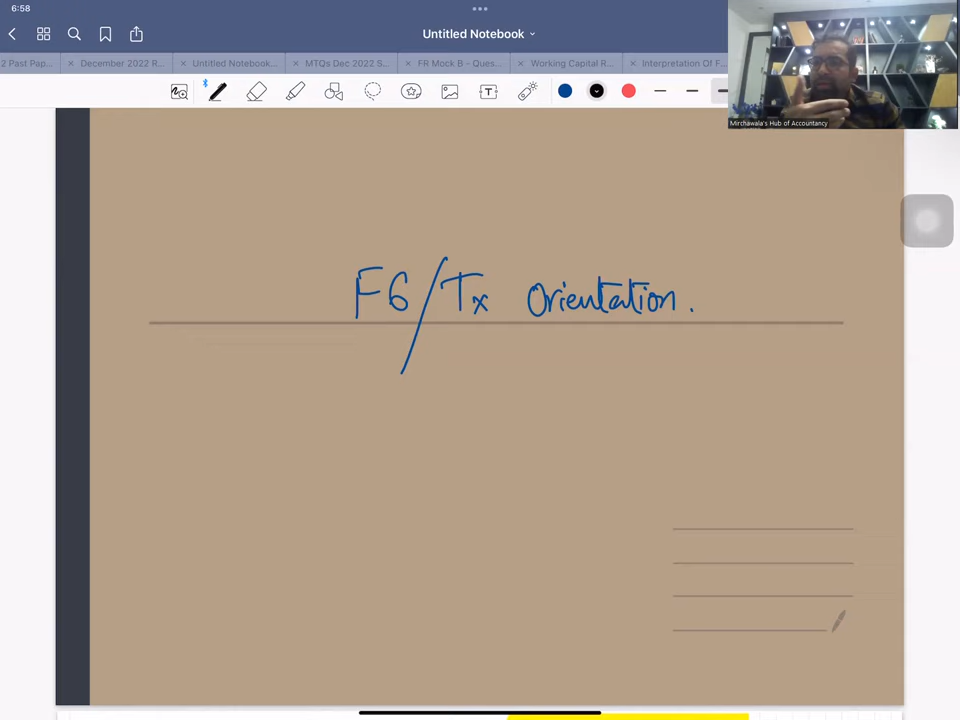 6:58
Untitled Notebook
2 Past Pap...
December 2022 R...
Untitled Notebook...
MTQs Dec 2022 S...
FR Mock B - Ques...
Working Capital R...
Interpretation Of F...
T
Mirchawala's Hub of Accountancy
F6/Tx Orientation.